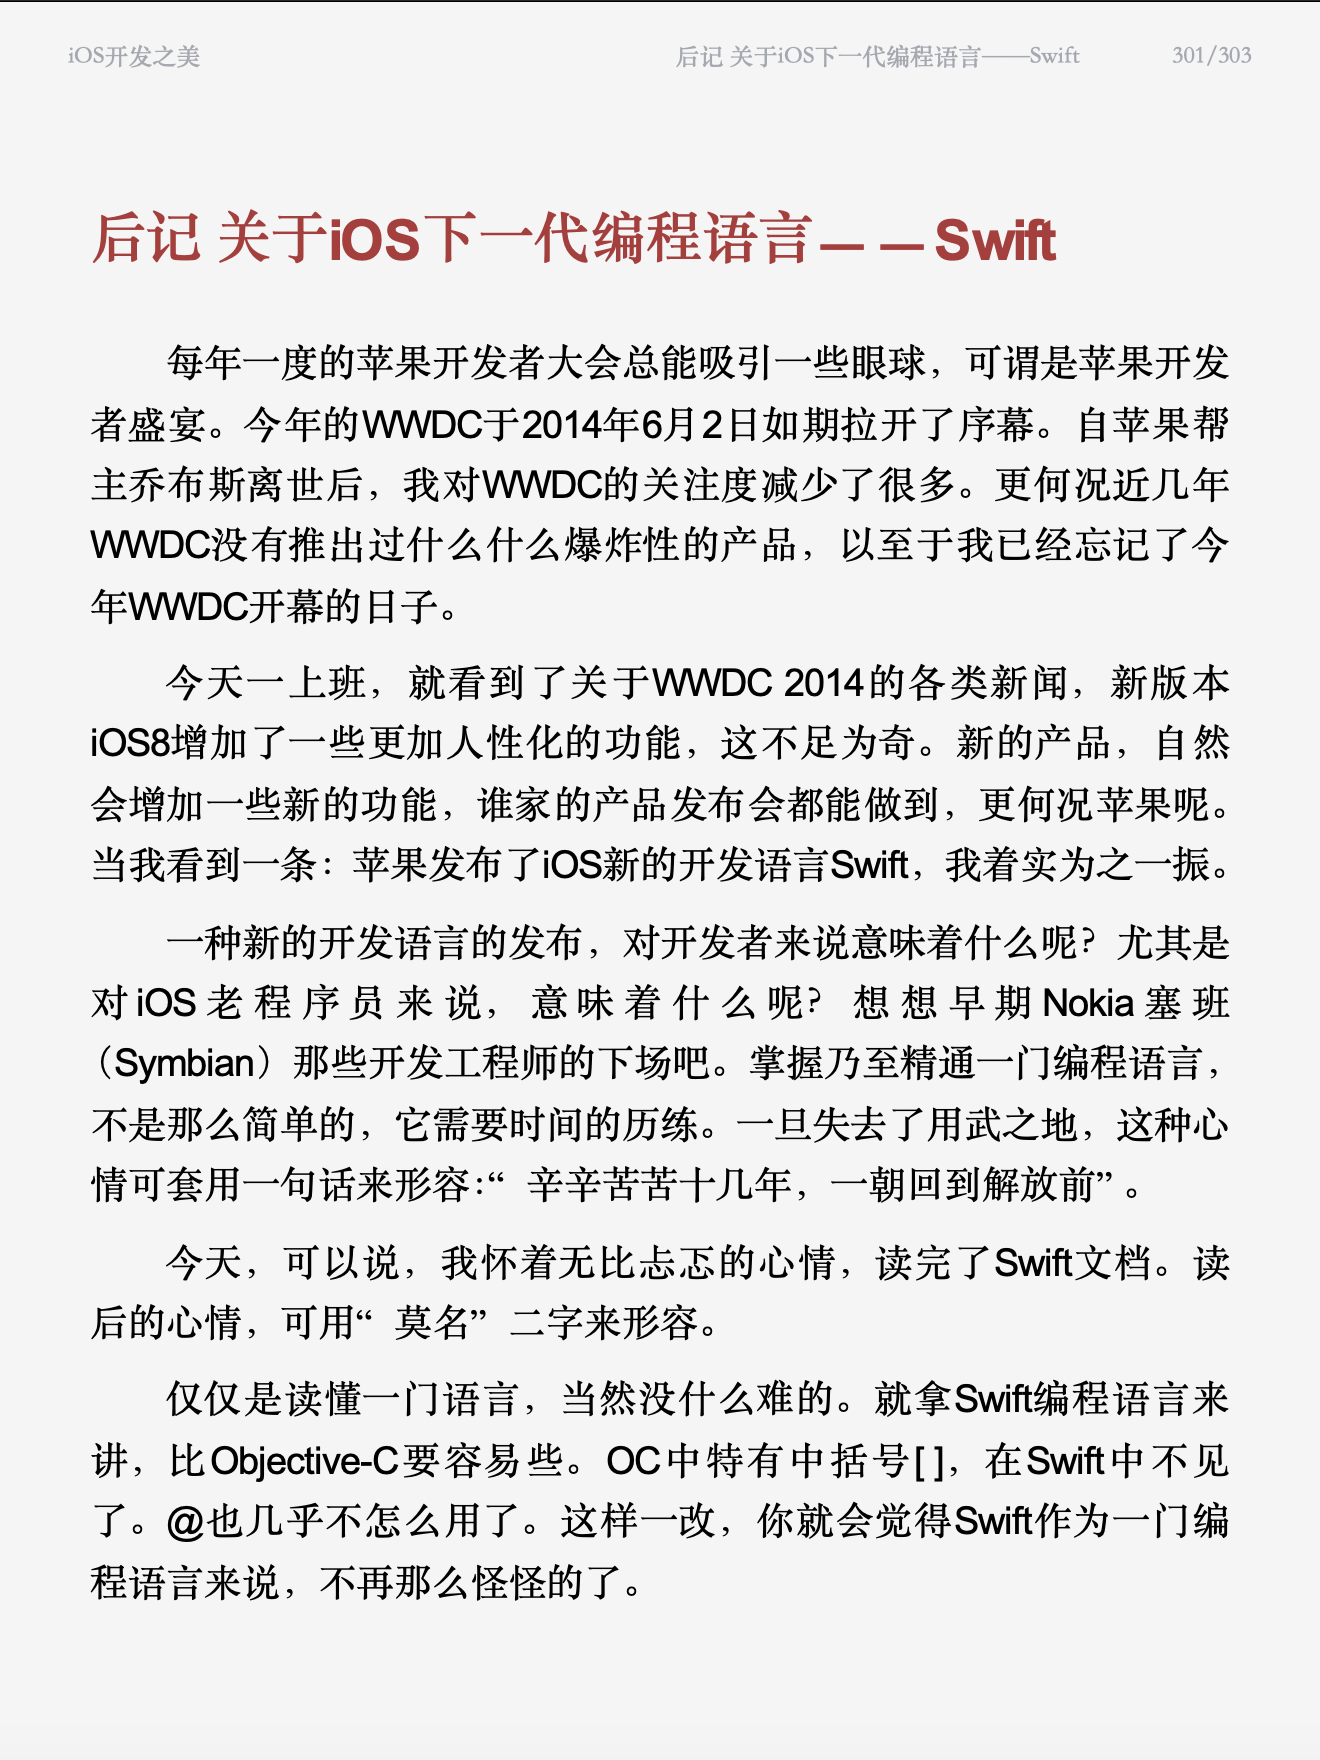 iOS开发之美
后记 关于iOS下一代编程语言——Swift
301/303
后记 关于iOS下一代编程语言——Swift
每年一度的苹果开发者大会总能吸引一些眼球，可谓是苹果开发
者盛宴。今年的WWDC于2014年6月2日如期拉开了序幕。自苹果帮
主乔布斯离世后，我对WWDC的关注度减少了很多。更何况近几年
WWDC没有推出过什么什么爆炸性的产品，以至于我已经忘记了今
年WWDC开幕的日子。
今天一上班，就看到了关于WWDC 2014的各类新闻，新版本
iOS8增加了一些更加人性化的功能，这不足为奇。新的产品，自然
会增加一些新的功能，谁家的产品发布会都能做到，更何况苹果呢。
当我看到一条：苹果发布了iOS新的开发语言Swift，我着实为之一振。
一种新的开发语言的发布，对开发者来说意味着什么呢？尤其是
对iOS老程序员来说，意味着什么呢？想想早期Nokia塞班
（Symbian）那些开发工程师的下场吧。掌握乃至精通一门编程语言，
不是那么简单的，它需要时间的历练。一旦失去了用武之地，这种心
情可套用一句话来形容：“辛辛苦苦十几年，一朝回到解放前”。
今天，可以说，我怀着无比忐忑的心情，读完了Swift文档。读
后的心情，可用“莫名”二字来形容。
仅仅是读懂一门语言，当然没什么难的。就拿Swift编程语言来
讲，比Objective-C要容易些。OC中特有中括号[ ]，在Swift中不见
了。@也几乎不怎么用了。这样一改，你就会觉得Swift作为一门编
程语言来说，不再那么怪怪的了。